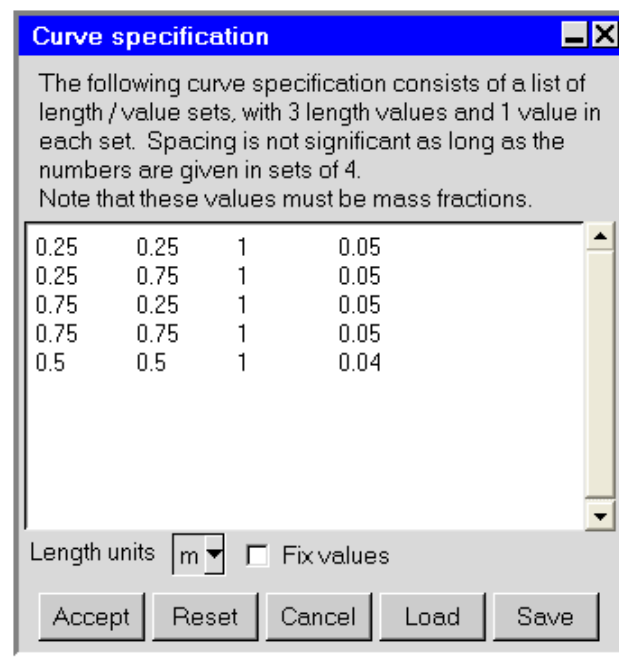 Curve specification
The following curve specification consists of a list of
length / value sets, with 3 length values and 1 value in
each set. Spacing is not significant as long as the
numbers are given in sets of 4.
Note that these values must be mass fractions.
0.25 0.25 1 0.05
0.25 0.75 1 0.05
0.75 0.25 1 0.05
0.75 0.75 1 0.05
0.5 0.5 1 0.04
Length units m Fix values
Accept Reset Cancel Load Save